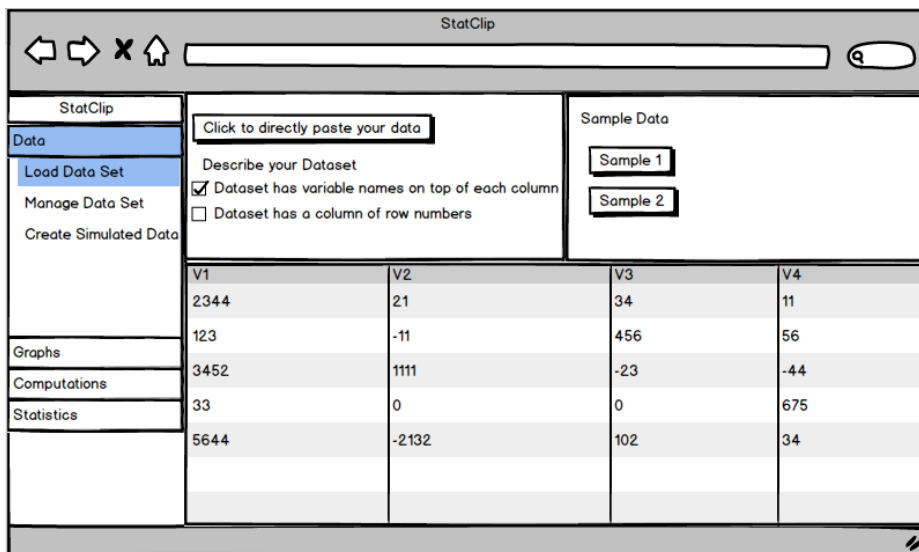 StatClip
StatClip
Data
Load Data Set
Manage Data Set
Create Simulated Data
Graphs
Computations
Statistics
Click to directly paste your data
Describe your Dataset
Dataset has variable names on top of each column
Dataset has a column of row numbers
Sample Data
Sample 1
Sample 2
V1 V2 V3 V4
2344 21 34 11
123 -11 456 56
3452 1111 -23 -44
33 0 0 675
5644 -2132 102 34